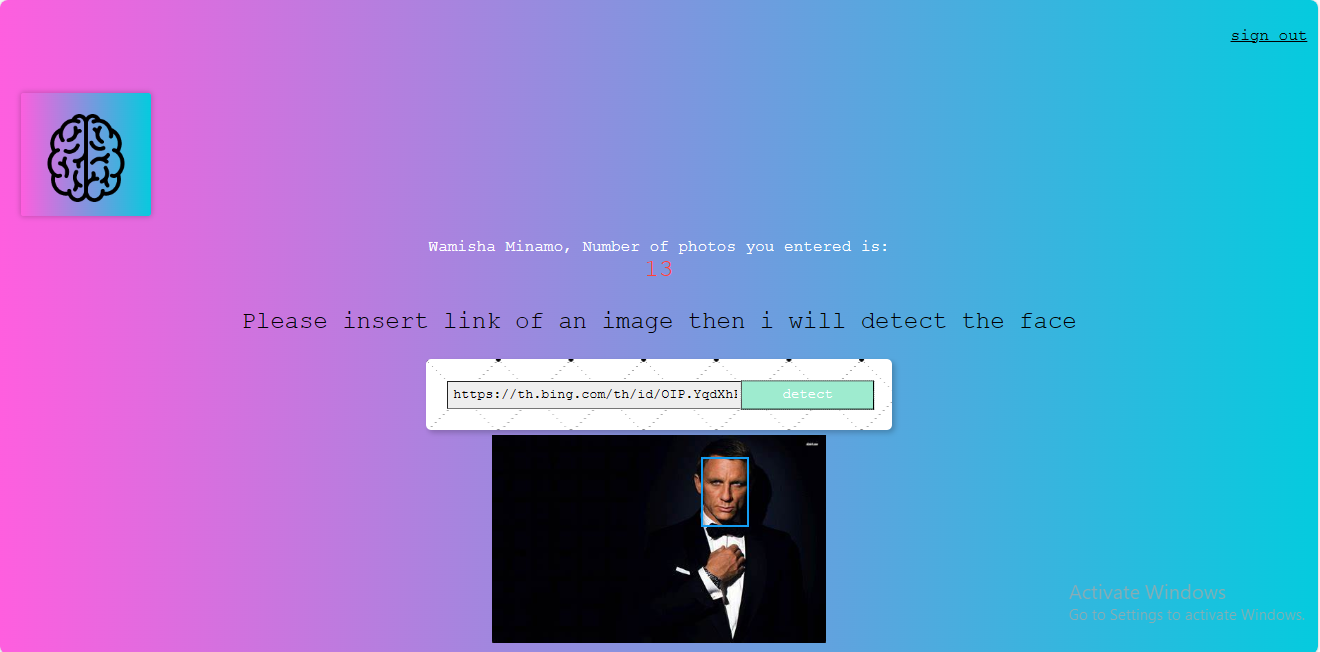 sign out
Wamisha Minamo, Number of photos you entered is:
13
Please insert link of an image then i will detect the face
https://th.bing.com/th/id/OIP.YqdXh
detect
Activate Windows
Go to Settings to activate Windows.